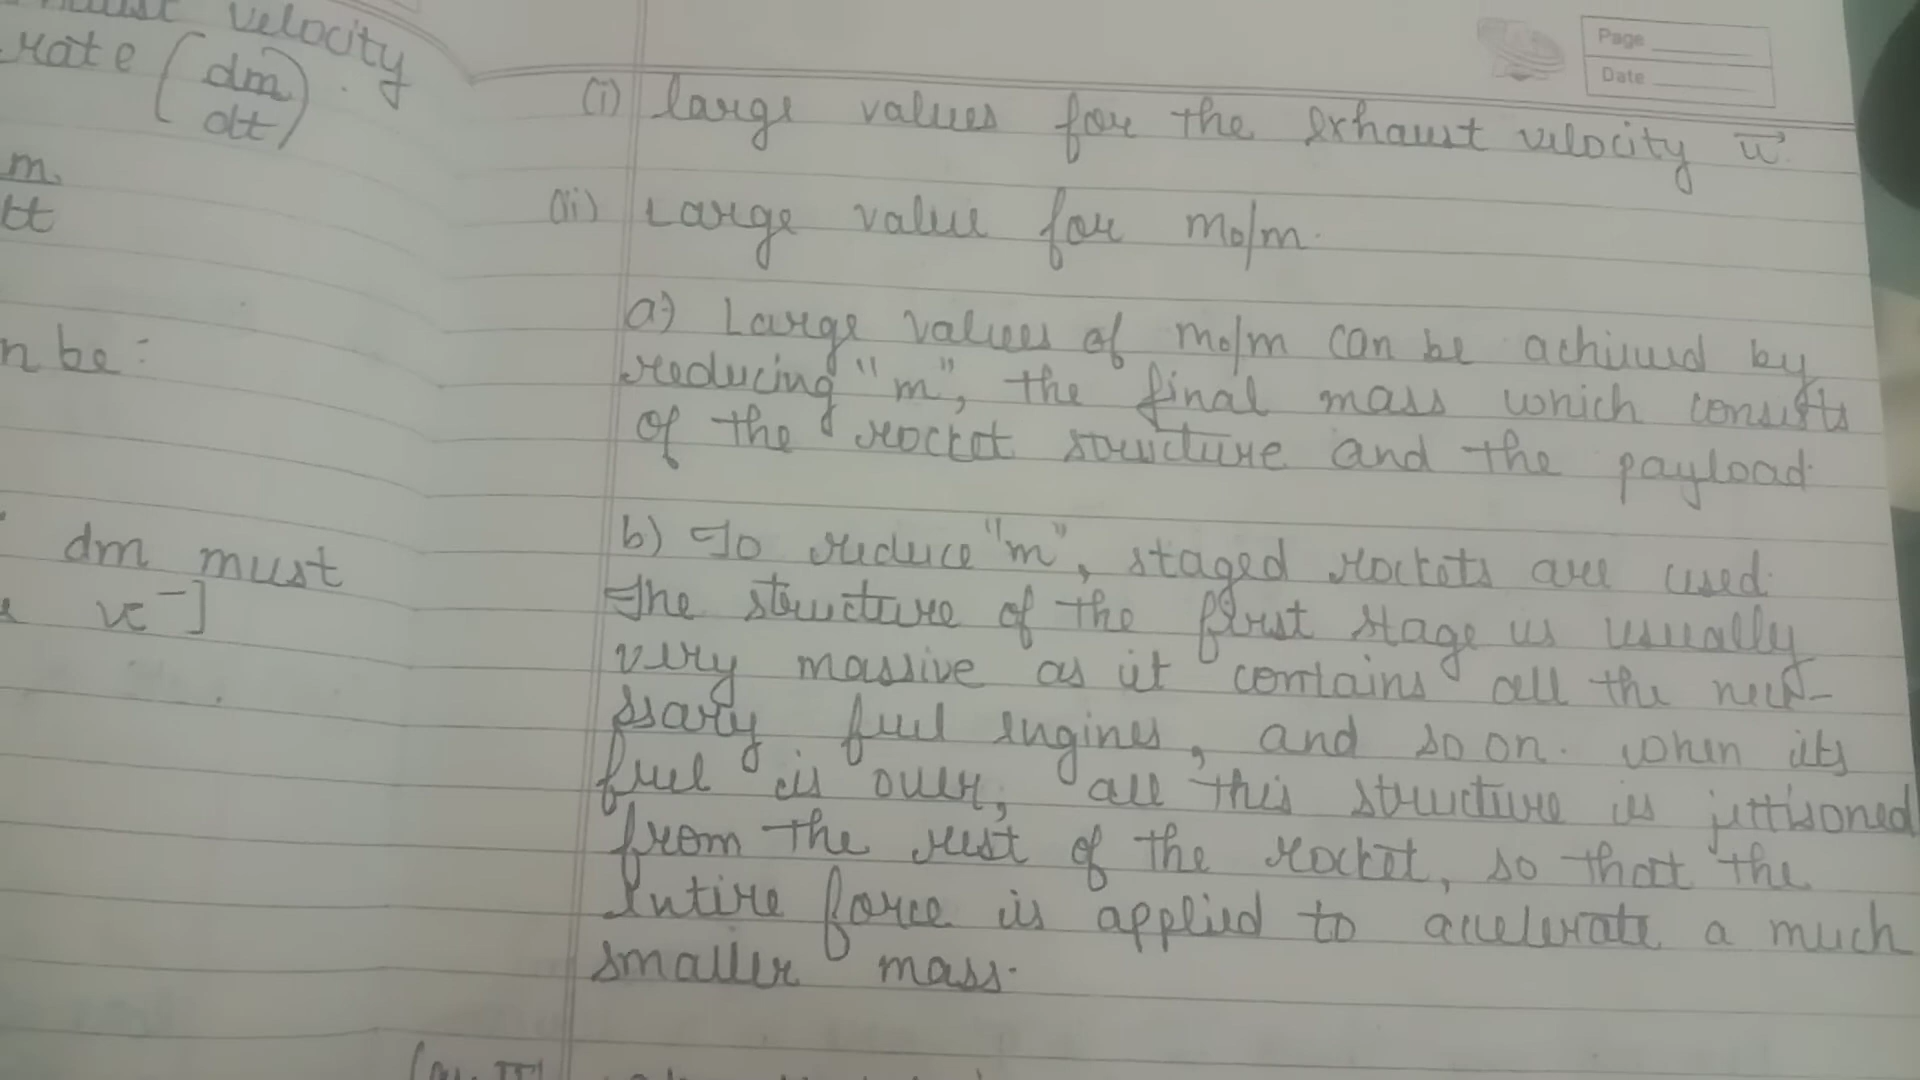 velocity
rate (dm/dt).
m
n be:
dm must
Page
Date
(i) large values for the exhaust velocity u⃗.
(ii) Large value for mo/m.
a) Large values of mo/m can be achieved by
reducing "m", the final mass which consists
of the rocket structure and the payload.
b) To reduce "m", staged rockets are used.
The structure of the first stage is usually
very massive as it contains all the nece-
ssary fuel engines, and so on. When its
fuel is over, all this structure is jettisoned
from the rest of the rocket, so that the
entire force is applied to accelerate a much
smaller mass.